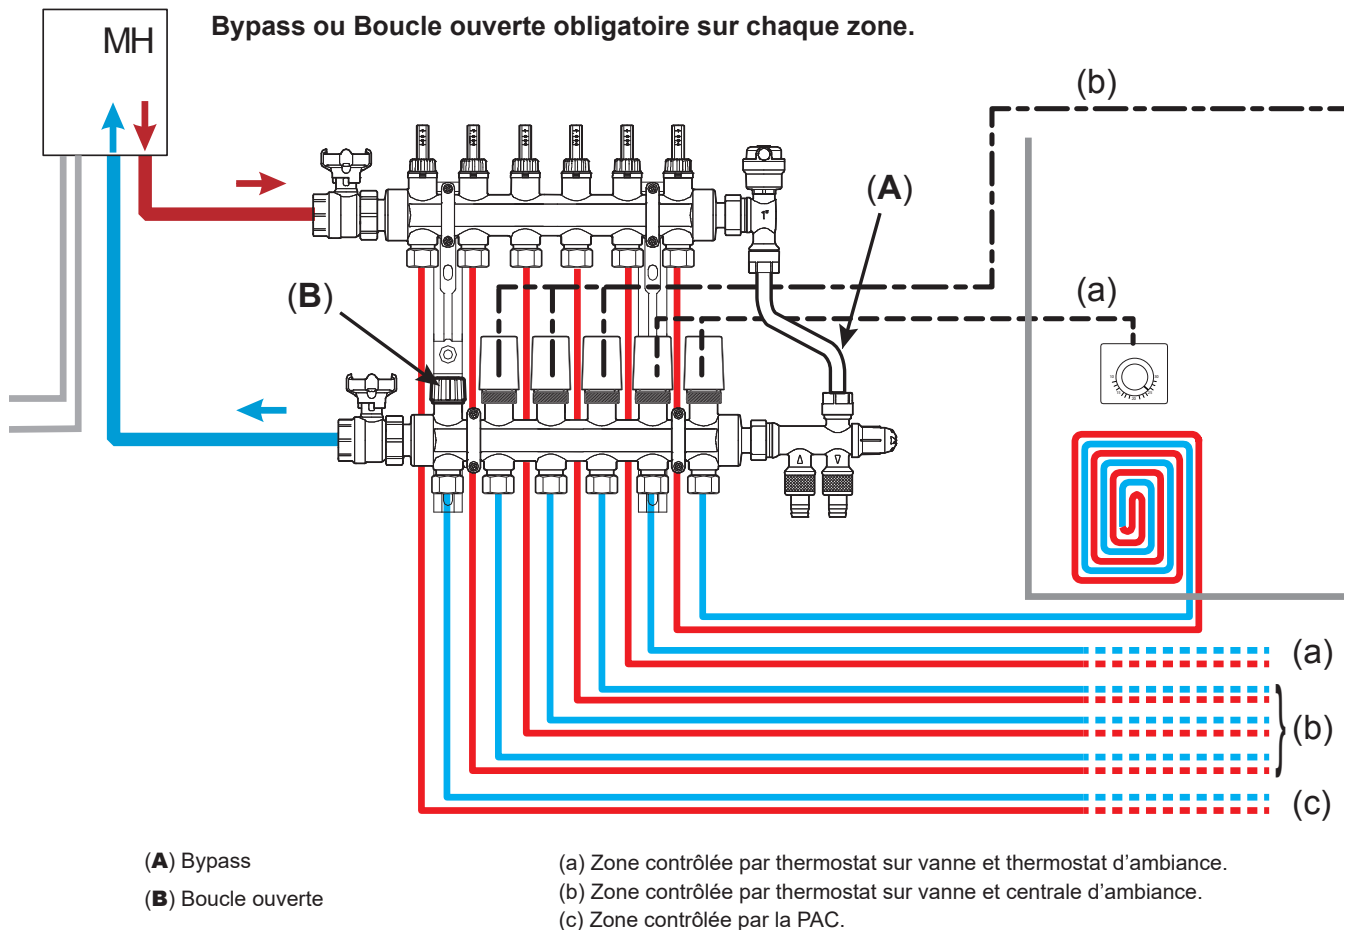 MH
Bypass ou Boucle ouverte obligatoire sur chaque zone.
(b)
(A)
(B)
(a)
(a)
(b)
(c)
(A) Bypass
(B) Boucle ouverte
(a) Zone contrôlée par thermostat sur vanne et thermostat d’ambiance.
(b) Zone contrôlée par thermostat sur vanne et centrale d’ambiance.
(c) Zone contrôlée par la PAC.